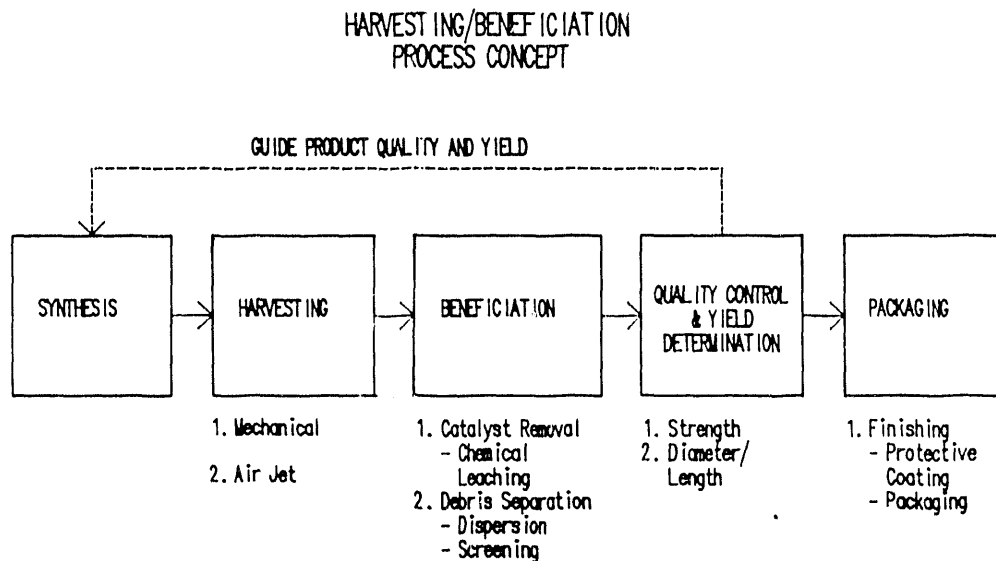 HARVESTING/BENEFICIATION
PROCESS CONCEPT
GUIDE PRODUCT QUALITY AND YIELD
SYNTHESIS
HARVESTING
BENEFICIATION
QUALITY CONTROL
& YIELD
DETERMINATION
PACKAGING
1. Mechanical
2. Air Jet
1. Catalyst Removal
- Chemical
Leaching
2. Debris Separation
- Dispersion
- Screening
1. Strength
2. Diameter/
Length
1. Finishing
- Protective
Coating
- Packaging